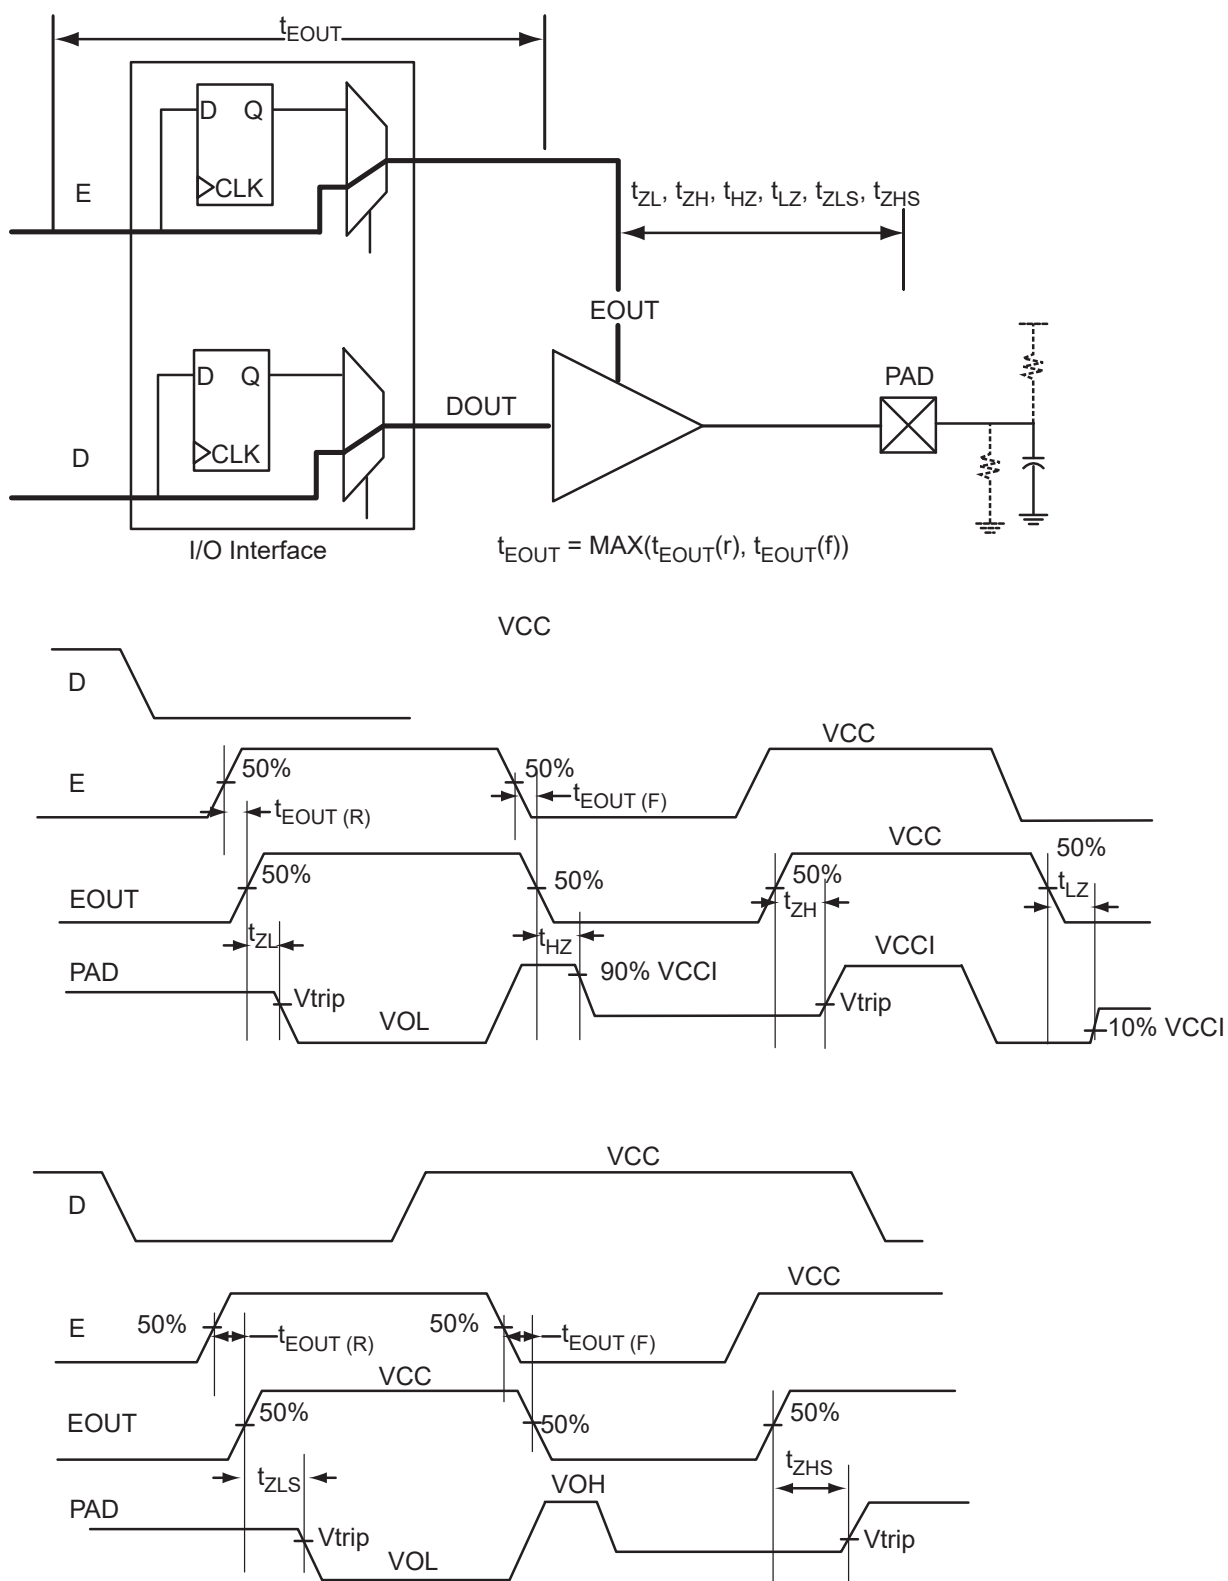 tEOUT
D Q
CLK
E
tZL, tZH, tHZ, tLZ, tZLS, tZHS
EOUT
D Q
CLK
D
DOUT
PAD
I/O Interface
tEOUT = MAX(tEOUT(r), tEOUT(f))
VCC
D
VCC
E
50%
50%
tEOUT (R)
tEOUT (F)
VCC
EOUT
50%
50%
50%
50%
tZL
tHZ
tZH
tLZ
PAD
Vtrip
VOL
90% VCCI
Vtrip
VCCI
10% VCCI
VCC
D
VCC
E
50%
tEOUT (R)
50%
tEOUT (F)
VCC
EOUT
50%
50%
50%
tZLS
tZHS
PAD
VOH
Vtrip
VOL
Vtrip